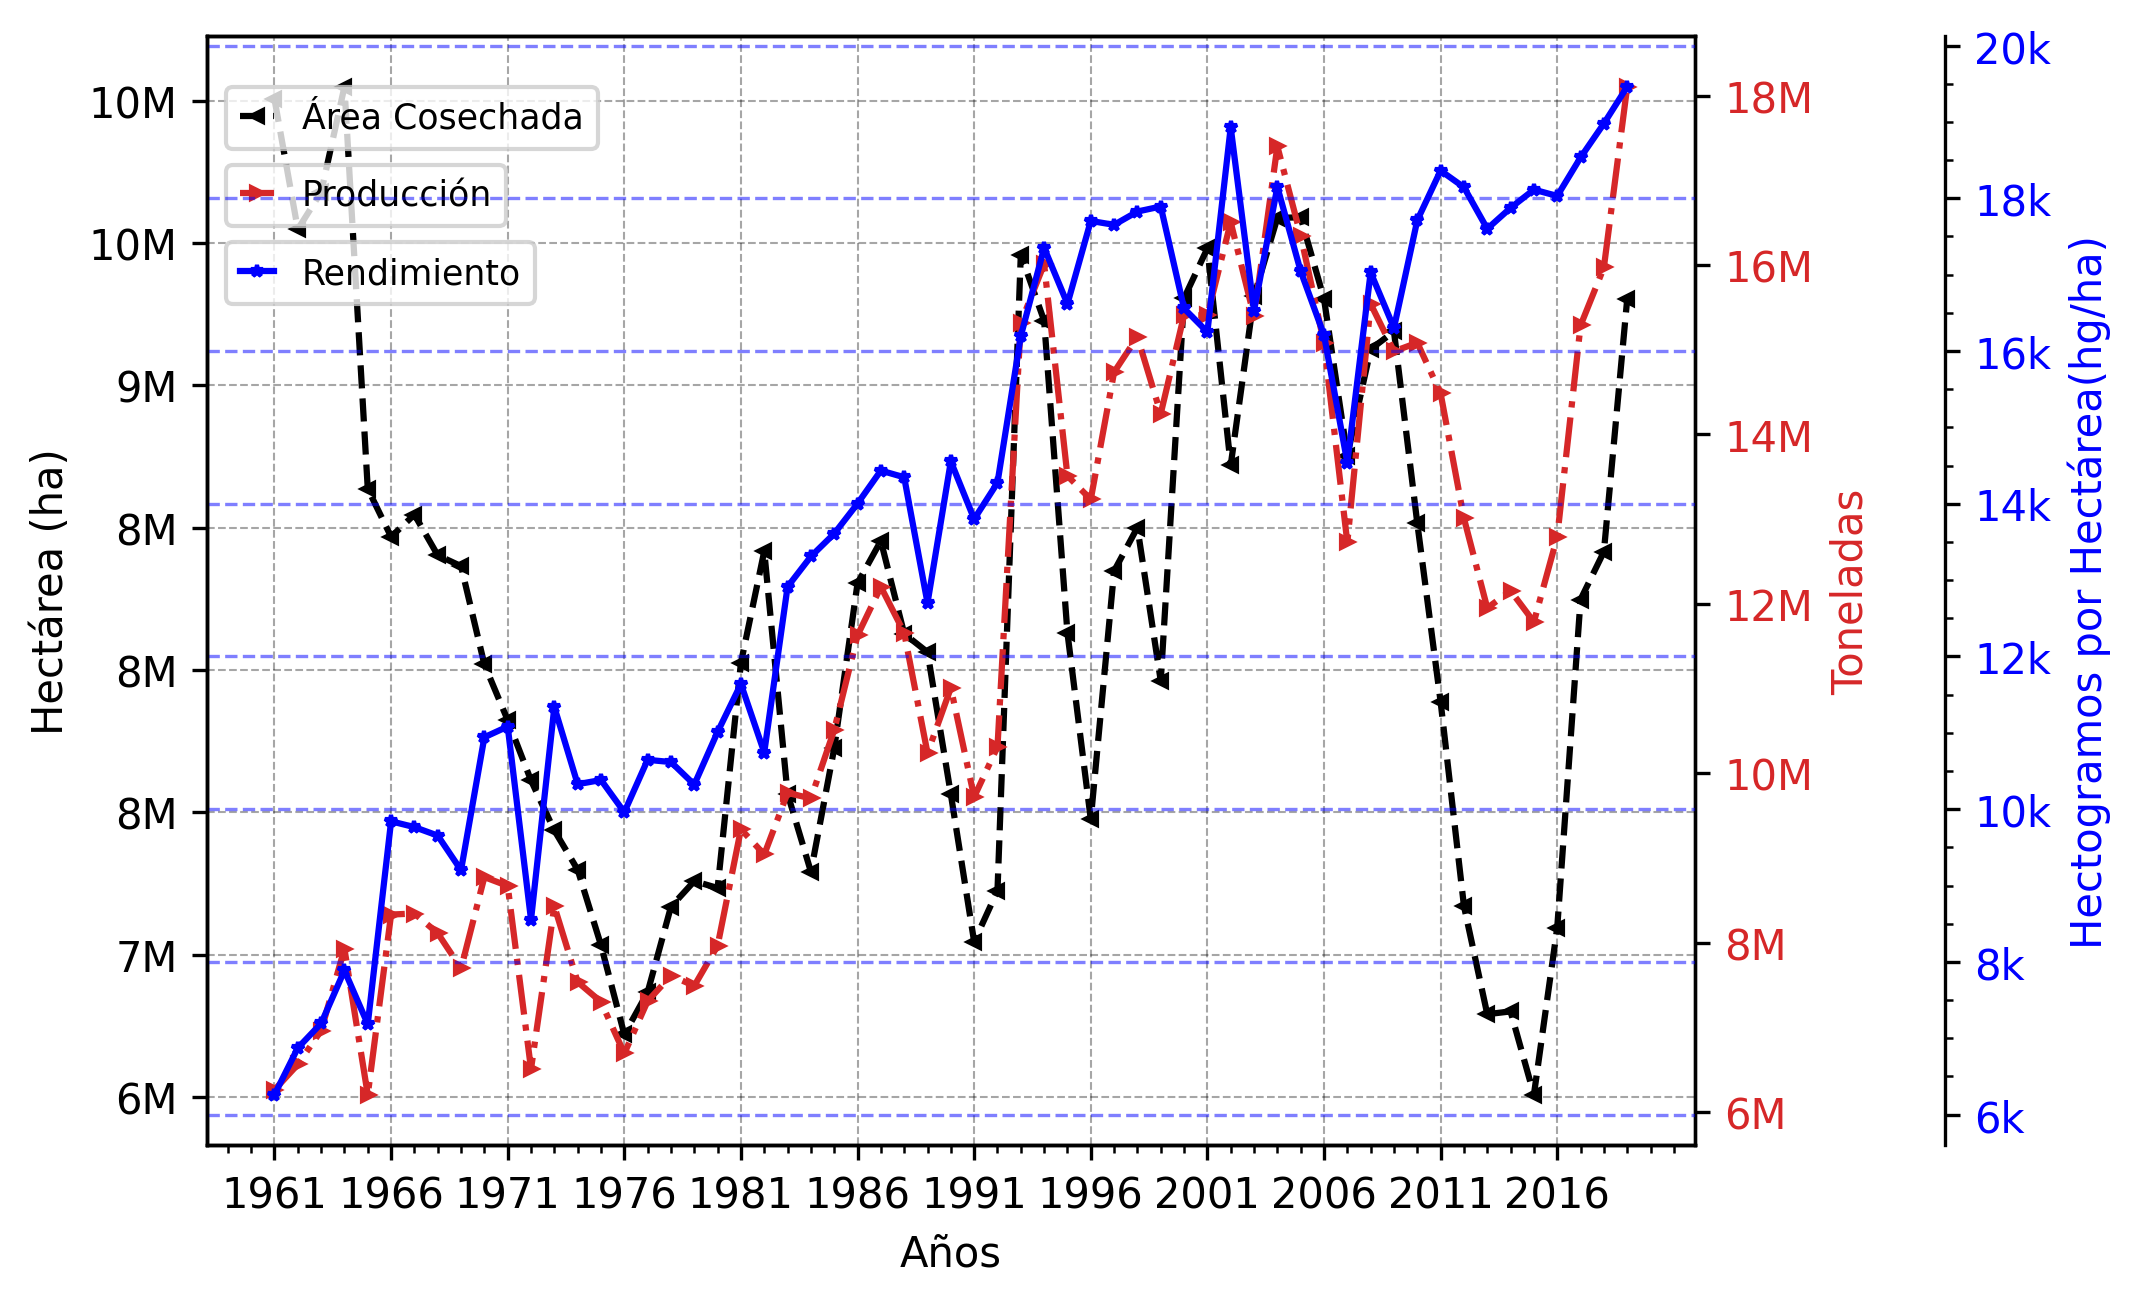 Área Cosechada
Producción
Rendimiento
10M
10M
9M
8M
8M
8M
7M
6M
Hectárea (ha)
18M
16M
14M
12M
10M
8M
6M
Toneladas
20k
18k
16k
14k
12k
10k
8k
6k
Hectogramos por Hectárea(hg/ha)
1961 1966 1971 1976 1981 1986 1991 1996 2001 2006 2011 2016
Años